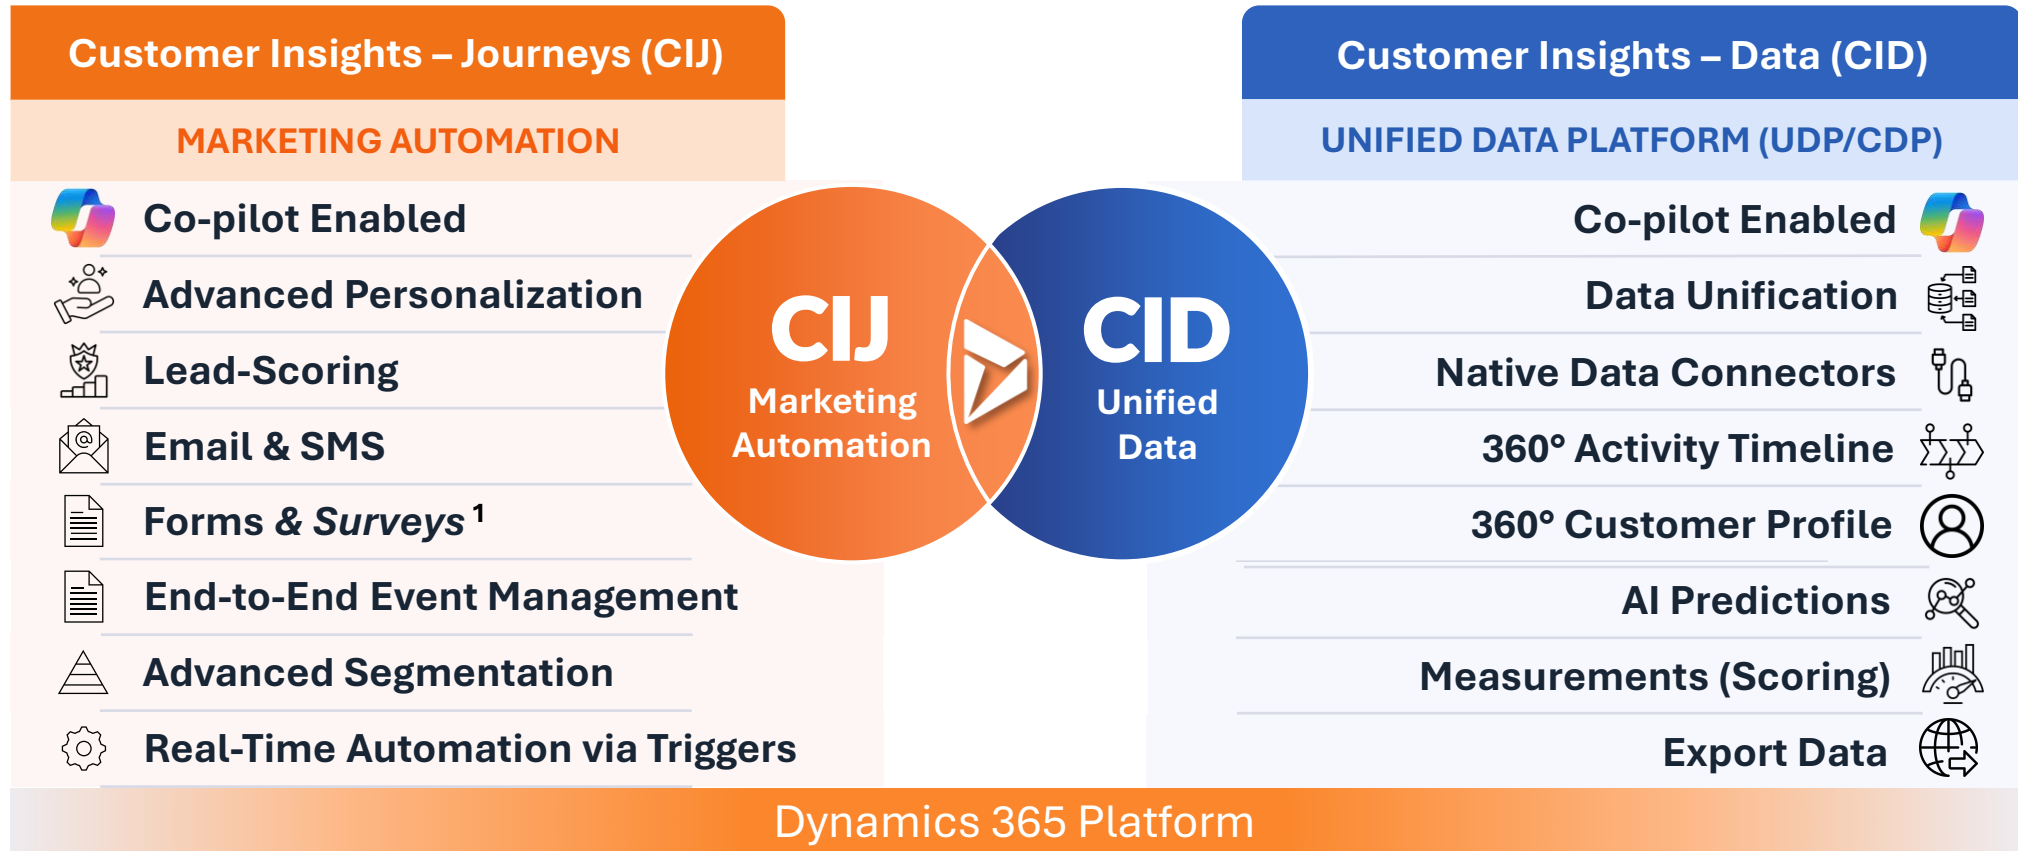 Customer Insights – Journeys (CIJ)
MARKETING AUTOMATION
Co-pilot Enabled
Advanced Personalization
Lead-Scoring
Email & SMS
Forms & Surveys 1
End-to-End Event Management
Advanced Segmentation
Real-Time Automation via Triggers
CIJ
Marketing
Automation
CID
Unified
Data
Customer Insights – Data (CID)
UNIFIED DATA PLATFORM (UDP/CDP)
Co-pilot Enabled
Data Unification
Native Data Connectors
360° Activity Timeline
360° Customer Profile
AI Predictions
Measurements (Scoring)
Export Data
Dynamics 365 Platform